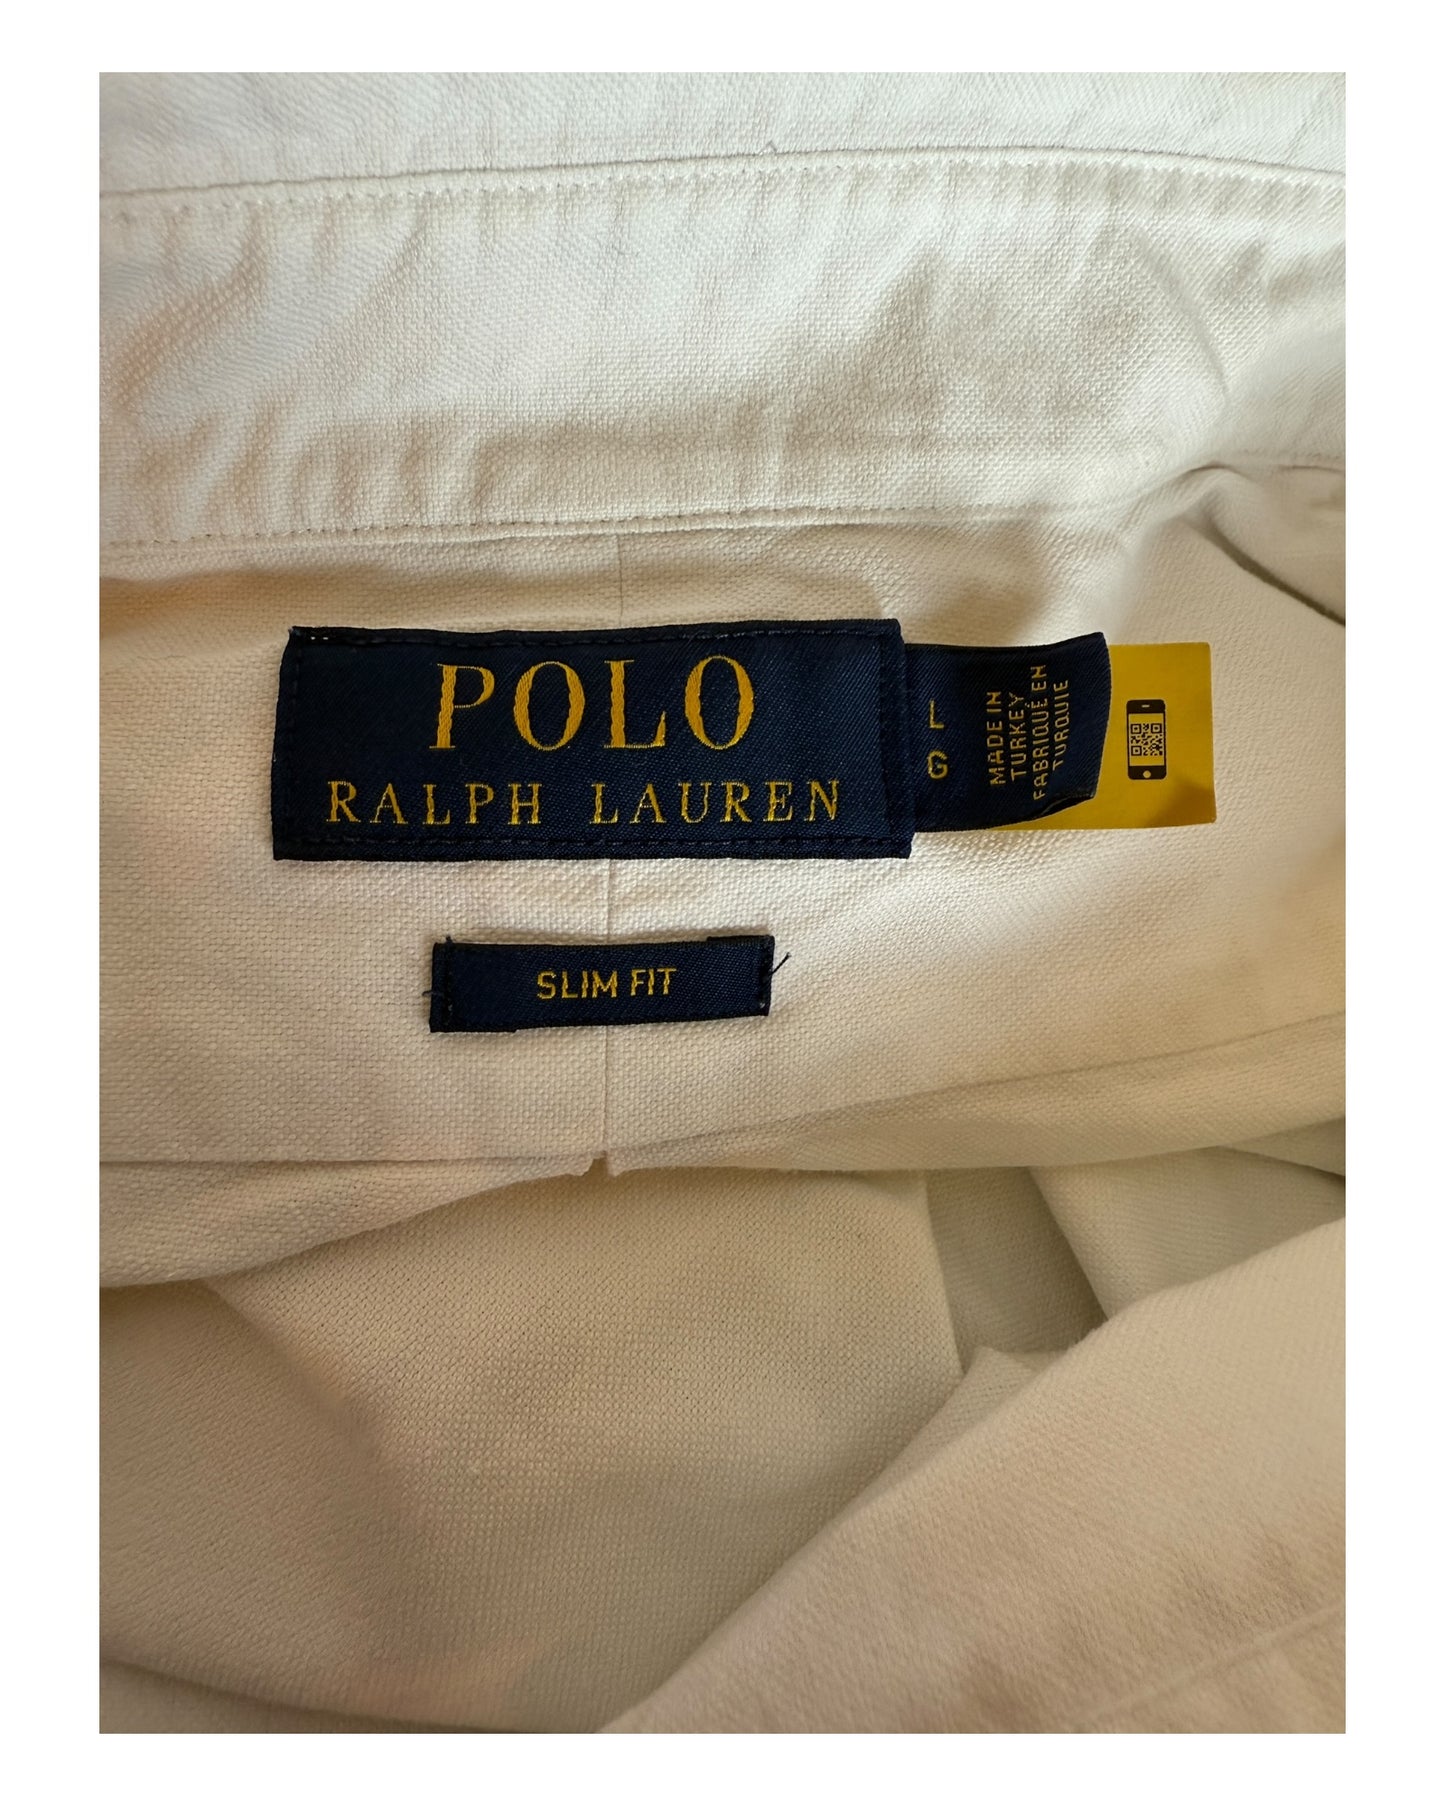 POLO
RALPH LAUREN
L
G
MADE IN
TURKEY
FABRIQUÉ EN
TURQUIE
SLIM FIT